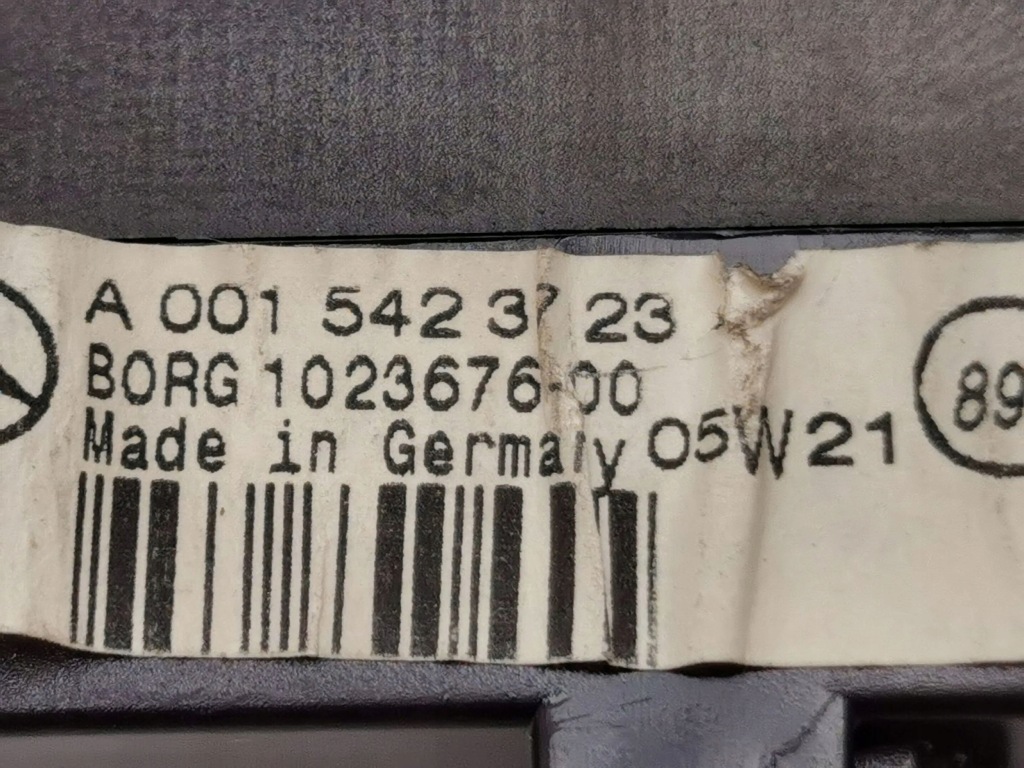 A 001 542 37 23
BORG 1023676-00
Made in Germany 05W21
89